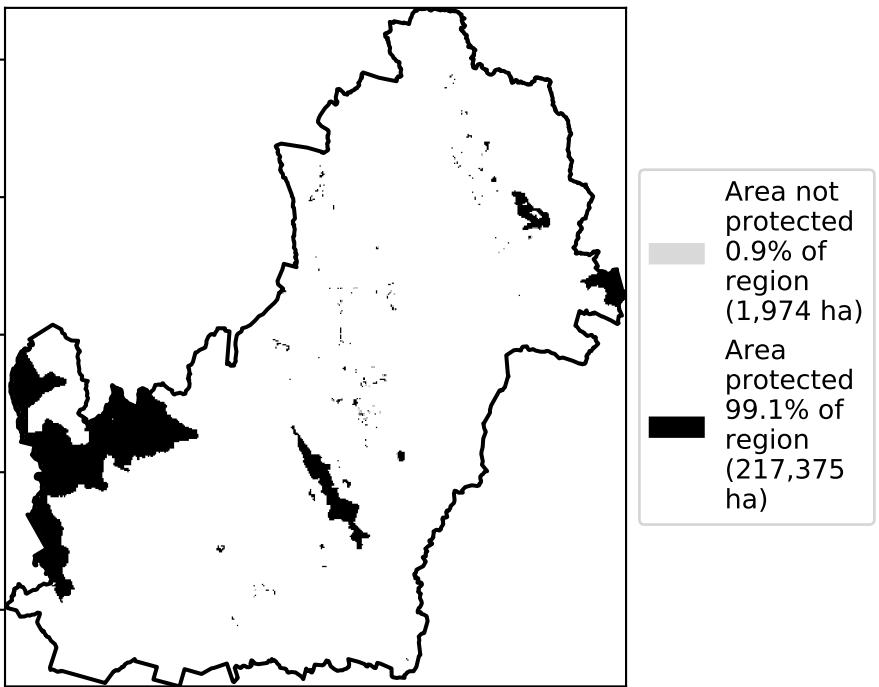 Area not
protected
0.9% of
region
(1,974 ha)
Area
protected
99.1% of
region
(217,375
ha)